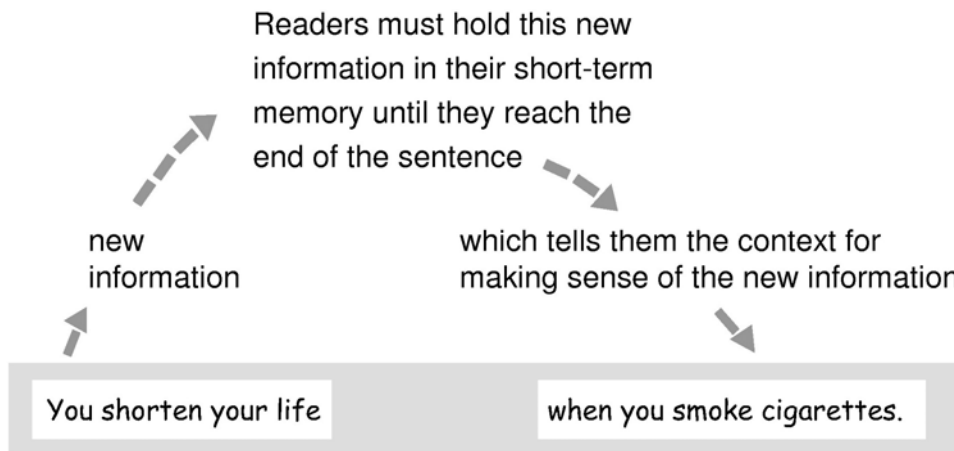 Readers must hold this new
information in their short-term
memory until they reach the
end of the sentence
new
information
which tells them the context for
making sense of the new information
You shorten your life
when you smoke cigarettes.